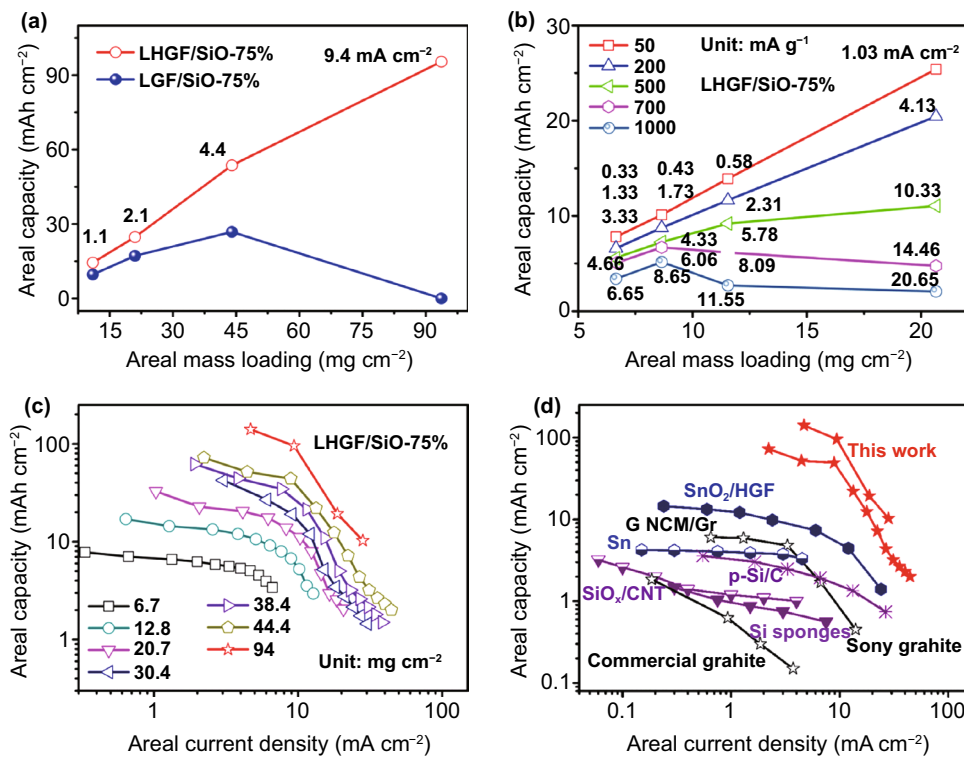 (a)
LHGF/SiO-75%
LGF/SiO-75%
9.4 mA cm⁻²
4.4
2.1
1.1
90
60
30
0
15 30 45 60 75 90
Areal capacity (mAh cm⁻²)
Areal mass loading (mg cm⁻²)
(b)
50
200
500
700
1000
Unit: mA g⁻¹
LHGF/SiO-75%
1.03 mA cm⁻²
4.13
10.33
14.46
20.65
0.33
1.33
3.33
4.66
6.65
0.43
1.73
4.33
6.06
8.65
0.58
2.31
5.78
8.09
11.55
30
20
10
0
5 10 15 20
Areal capacity (mAh cm⁻²)
Areal mass loading (mg cm⁻²)
(c)
LHGF/SiO-75%
6.7
12.8
20.7
30.4
38.4
44.4
94
Unit: mg cm⁻²
100
10
1
1 10 100
Areal capacity (mAh cm⁻²)
Areal current density (mA cm⁻²)
(d)
This work
SnO₂/HGF
G NCM/Gr
Sn
p-Si/C
SiOₓ/CNT
Si sponges
Sony grahite
Commercial grahite
100
10
1
0.1
0.1 1 10 100
Areal capacity (mAh cm⁻²)
Areal current density (mA cm⁻²)